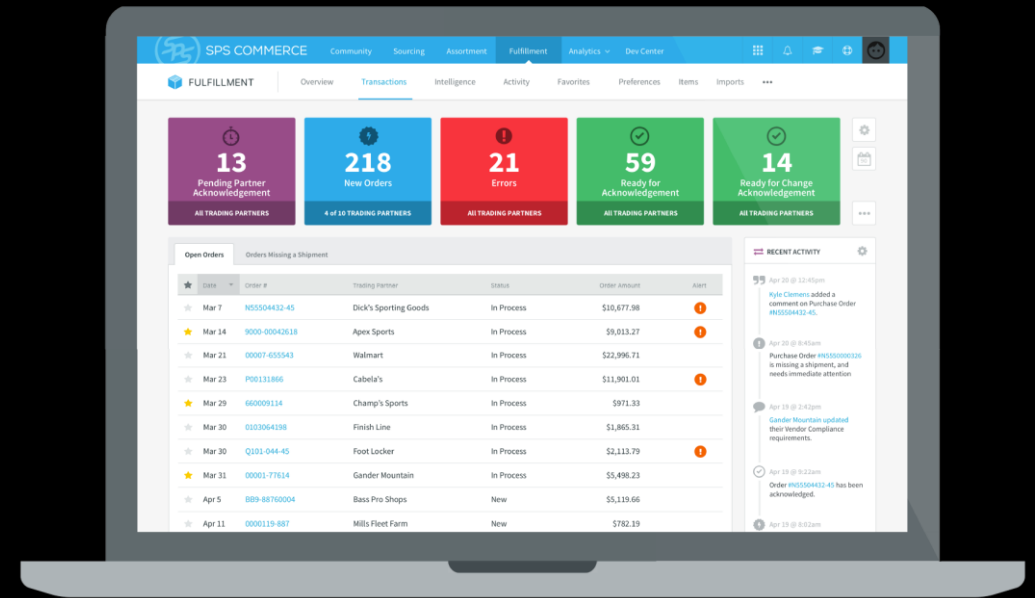 SPS COMMERCE Community Sourcing Assortment Fulfillment Analytics Dev Center
FULFILLMENT Overview Transactions Intelligence Activity Favorites Preferences Items Imports •••
13
Pending Partner
Acknowledgement
All TRADING PARTNERS
218
New Orders
4 of 10 TRADING PARTNERS
21
Errors
All TRADING PARTNERS
59
Ready for
Acknowledgement
All TRADING PARTNERS
14
Ready for Change
Acknowledgement
All TRADING PARTNERS
Open Orders Orders Missing a Shipment
Date Order # Trading Partner Status Order Amount Alert
Mar 7 N55504432-45 Dick's Sporting Goods In Process $10,677.98
Mar 14 9000-00042618 Apex Sports In Process $9,013.27
Mar 21 00007-655543 Walmart In Process $22,996.71
Mar 23 P00131866 Cabela's In Process $11,901.01
Mar 29 660009114 Champ's Sports In Process $971.33
Mar 30 0103064198 Finish Line In Process $1,865.31
Mar 30 Q101-044-45 Foot Locker In Process $2,113.79
Mar 31 00001-77614 Gander Mountain In Process $5,498.23
Apr 5 BB9-88760004 Bass Pro Shops New $5,119.66
Apr 11 0000119-887 Mills Fleet Farm New $782.19
RECENT ACTIVITY
Apr 20 @ 12:45pm
Kyle Clemens added a
comment on Purchase Order
#N55504432-45.
Apr 20 @ 8:45am
Purchase Order #N5550000326
is missing a shipment, and
needs immediate attention
Apr 19 @ 2:42pm
Gander Mountain updated
their Vendor Compliance
requirements.
Apr 19 @ 9:22am
Order #N55504432-45 has been
acknowledged.
Apr 19 @ 8:02am